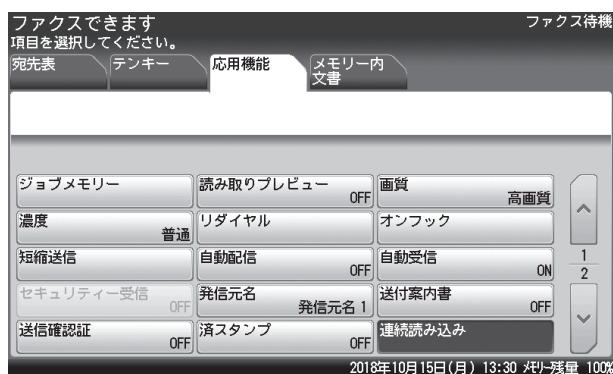 ファクスできます
ファクス待機
項目を選択してください。
宛先表
テンキー
応用機能
メモリー内
文書
ジョブメモリー
読み取りプレビュー
OFF
画質
高画質
濃度
普通
リダイヤル
オンフック
短縮送信
自動配信
OFF
自動受信
ON
1
2
セキュリティー受信
OFF
発信元名
発信元名 1
送付案内書
OFF
送信確認証
OFF
済スタンプ
OFF
連続読み込み
2018年10月15日(月) 13:30 メモリー残量 100%